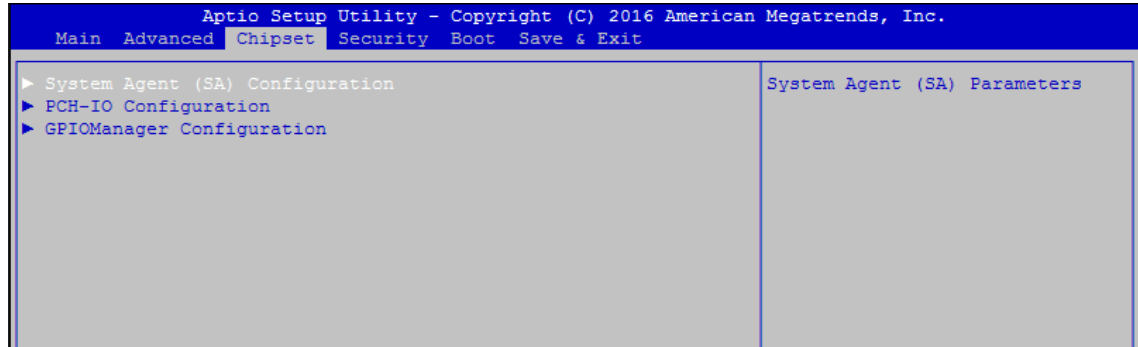 Aptio Setup Utility - Copyright (C) 2016 American Megatrends, Inc.
Main Advanced Chipset Security Boot Save & Exit
► System Agent (SA) Configuration
► PCH-IO Configuration
► GPIOManager Configuration
System Agent (SA) Parameters